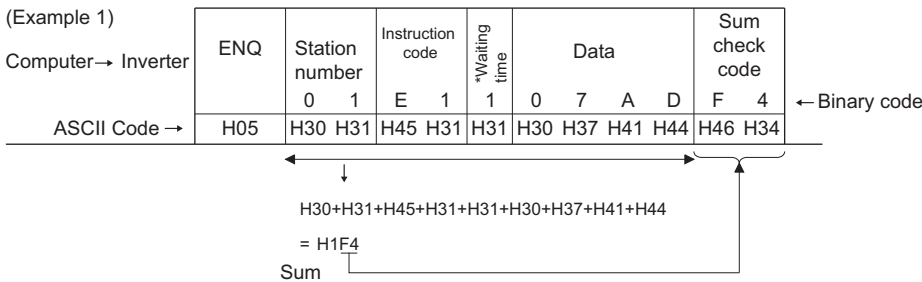 (Example 1)
Computer→ Inverter
ENQ
Station
number
Instruction
code
*Waiting
time
Data
Sum
check
code
0 1 E 1 1 0 7 A D F 4
←Binary code
ASCII Code →
H05 H30 H31 H45 H31 H31 H30 H37 H41 H44 H46 H34
H30+H31+H45+H31+H31+H30+H37+H41+H44
= H1F4
Sum